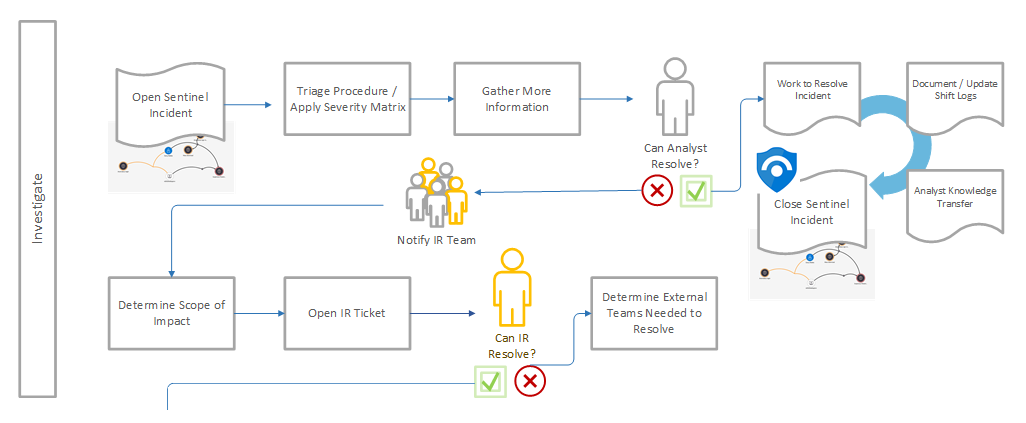 Investigate
Open Sentinel
Incident
Triage Procedure /
Apply Severity Matrix
Gather More
Information
Can Analyst
Resolve?
Work to Resolve
Incident
Document / Update
Shift Logs
Analyst Knowledge
Transfer
Close Sentinel
Incident
Notify IR Team
Determine Scope of
Impact
Open IR Ticket
Can IR
Resolve?
Determine External
Teams Needed to
Resolve